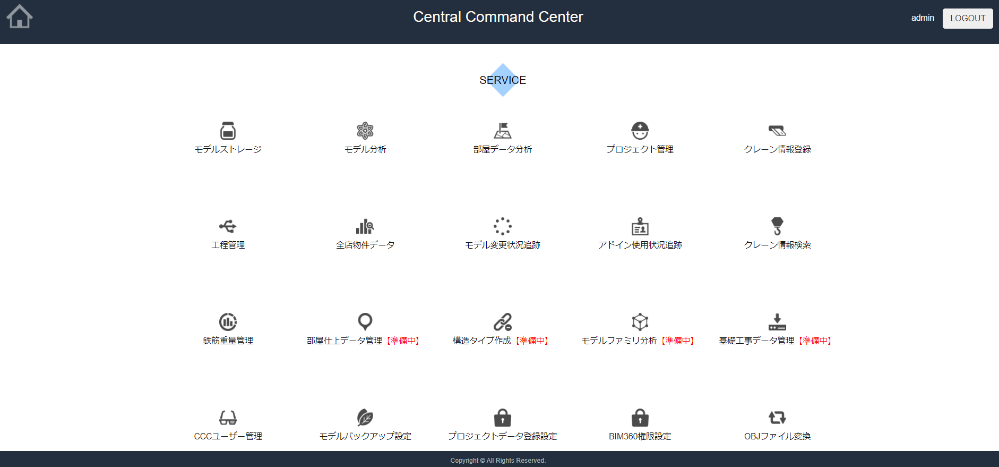 Central Command Center
admin
LOGOUT
SERVICE
モデルストレージ
モデル分析
部屋データ分析
プロジェクト管理
クレーン情報登録
工程管理
全店物件データ
モデル変更状況追跡
アドイン使用状況追跡
クレーン情報検索
鉄筋重量管理
部屋仕上データ管理【準備中】
構造タイプ作成【準備中】
モデルファミリ分析【準備中】
基礎工事データ管理【準備中】
CCCユーザー管理
モデルバックアップ設定
プロジェクトデータ登録設定
BIM360権限設定
OBJファイル変換
Copyright © All Rights Reserved.